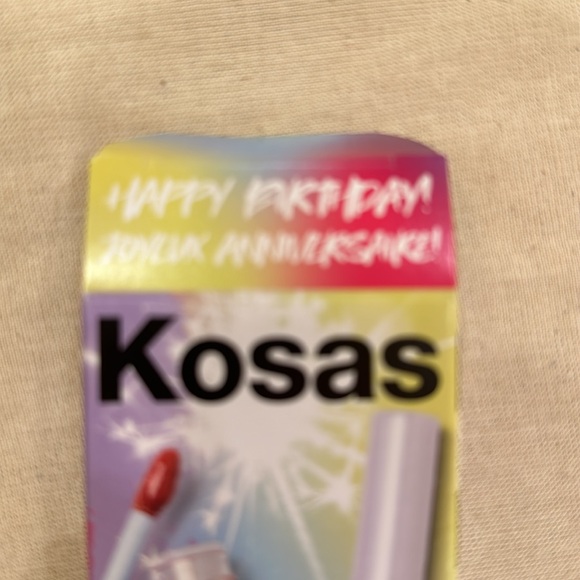 HAPPY BIRTHDAY!
JOYEUX ANNIVERSAIRE!
Kosas